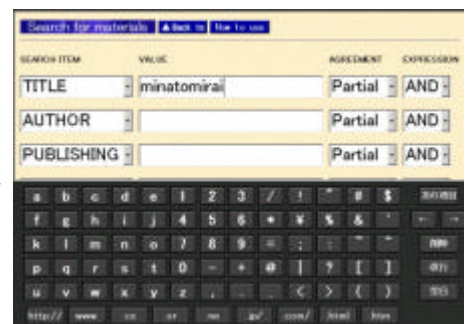 Search for materials ▲Back to How to use
SEARCH ITEM VALUE AGREEMENT EXPRESSION
TITLE minatomirai Partial AND
AUTHOR Partial AND
PUBLISHING Partial AND
a b c d e 1 2 3 / ! " # $
f g h i j 4 5 6 * ¥ % &
k l m n o 7 8 9 = : ;
p q r s t 0 - + @ | ? [ ]
u v w x y z < > ( )
http:// www co or ne .jp/ .com/ .html .htm